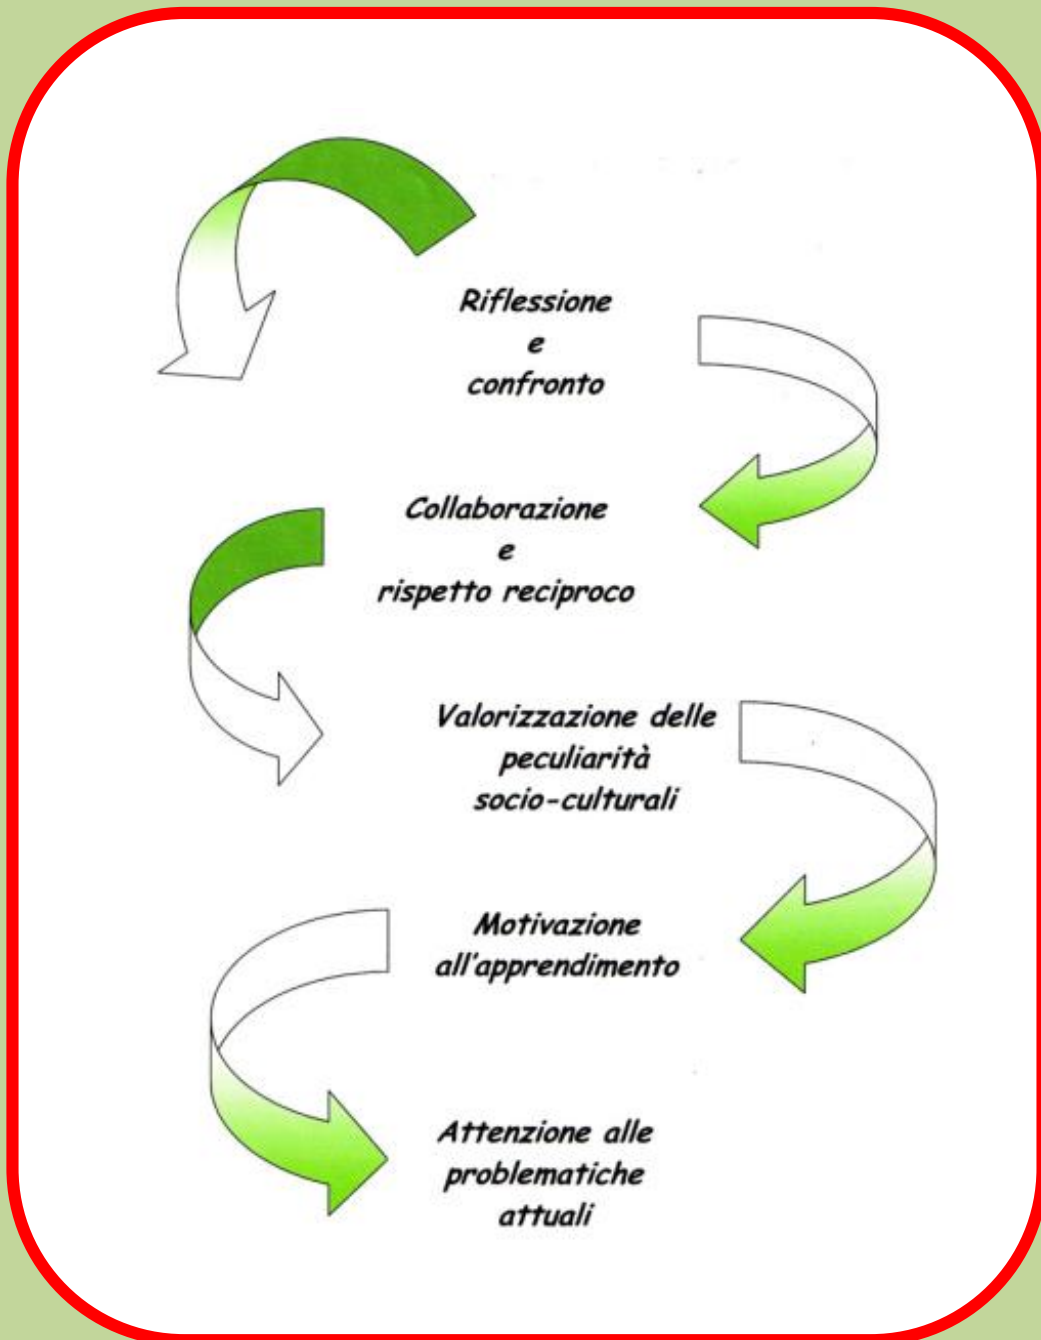 Riflessione
e
confronto
Collaborazione
e
rispetto reciproco
Valorizzazione delle
peculiarità
socio-culturali
Motivazione
all'apprendimento
Attenzione alle
problematiche
attuali